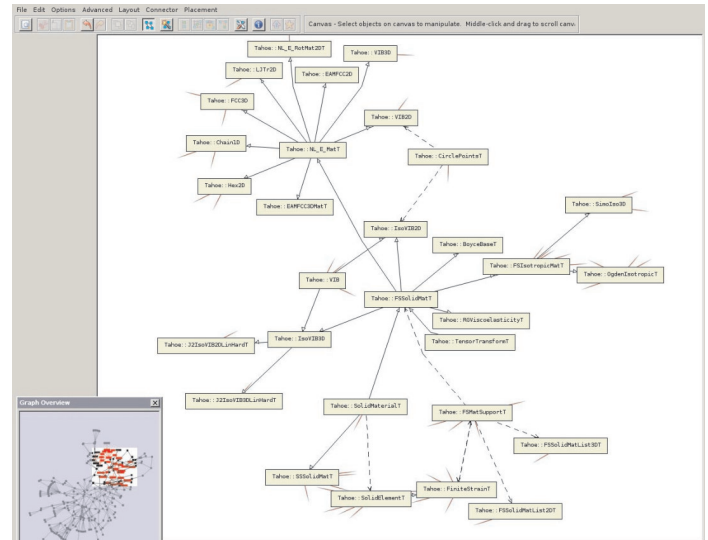 File Edit Options Advanced Layout Connector Placement
Canvas - Select objects on canvas to manipulate. Middle-click and drag to scroll canv
Tahoe::NL_E_RotMat2DT
Tahoe::VIB3D
Tahoe::LJTr2D
Tahoe::EAMFCC2D
Tahoe::FCC3D
Tahoe::VIB2D
Tahoe::Chain1D
Tahoe::NL_E_MatT
Tahoe::CirclePointsT
Tahoe::Hex2D
Tahoe::EAMFCC3DMatT
Tahoe::SimoIso3D
Tahoe::IsoVIB2D
Tahoe::BoyceBaseT
Tahoe::FSIsotropicMatT
Tahoe::OgdenIsotropicT
Tahoe::VIB
Tahoe::FSSolidMatT
Tahoe::RGViscoelasticityT
Tahoe::IsoVIB3D
Tahoe::TensorTransformT
Tahoe::J2IsoVIB2DLinHardT
Tahoe::J2IsoVIB3DLinHardT
Graph Overview
Tahoe::SolidMaterialT
Tahoe::FSMatSupportT
Tahoe::FSSolidMatList3DT
Tahoe::SSSolidMatT
Tahoe::FiniteStrainT
Tahoe::SolidElementT
Tahoe::FSSolidMatList2DT